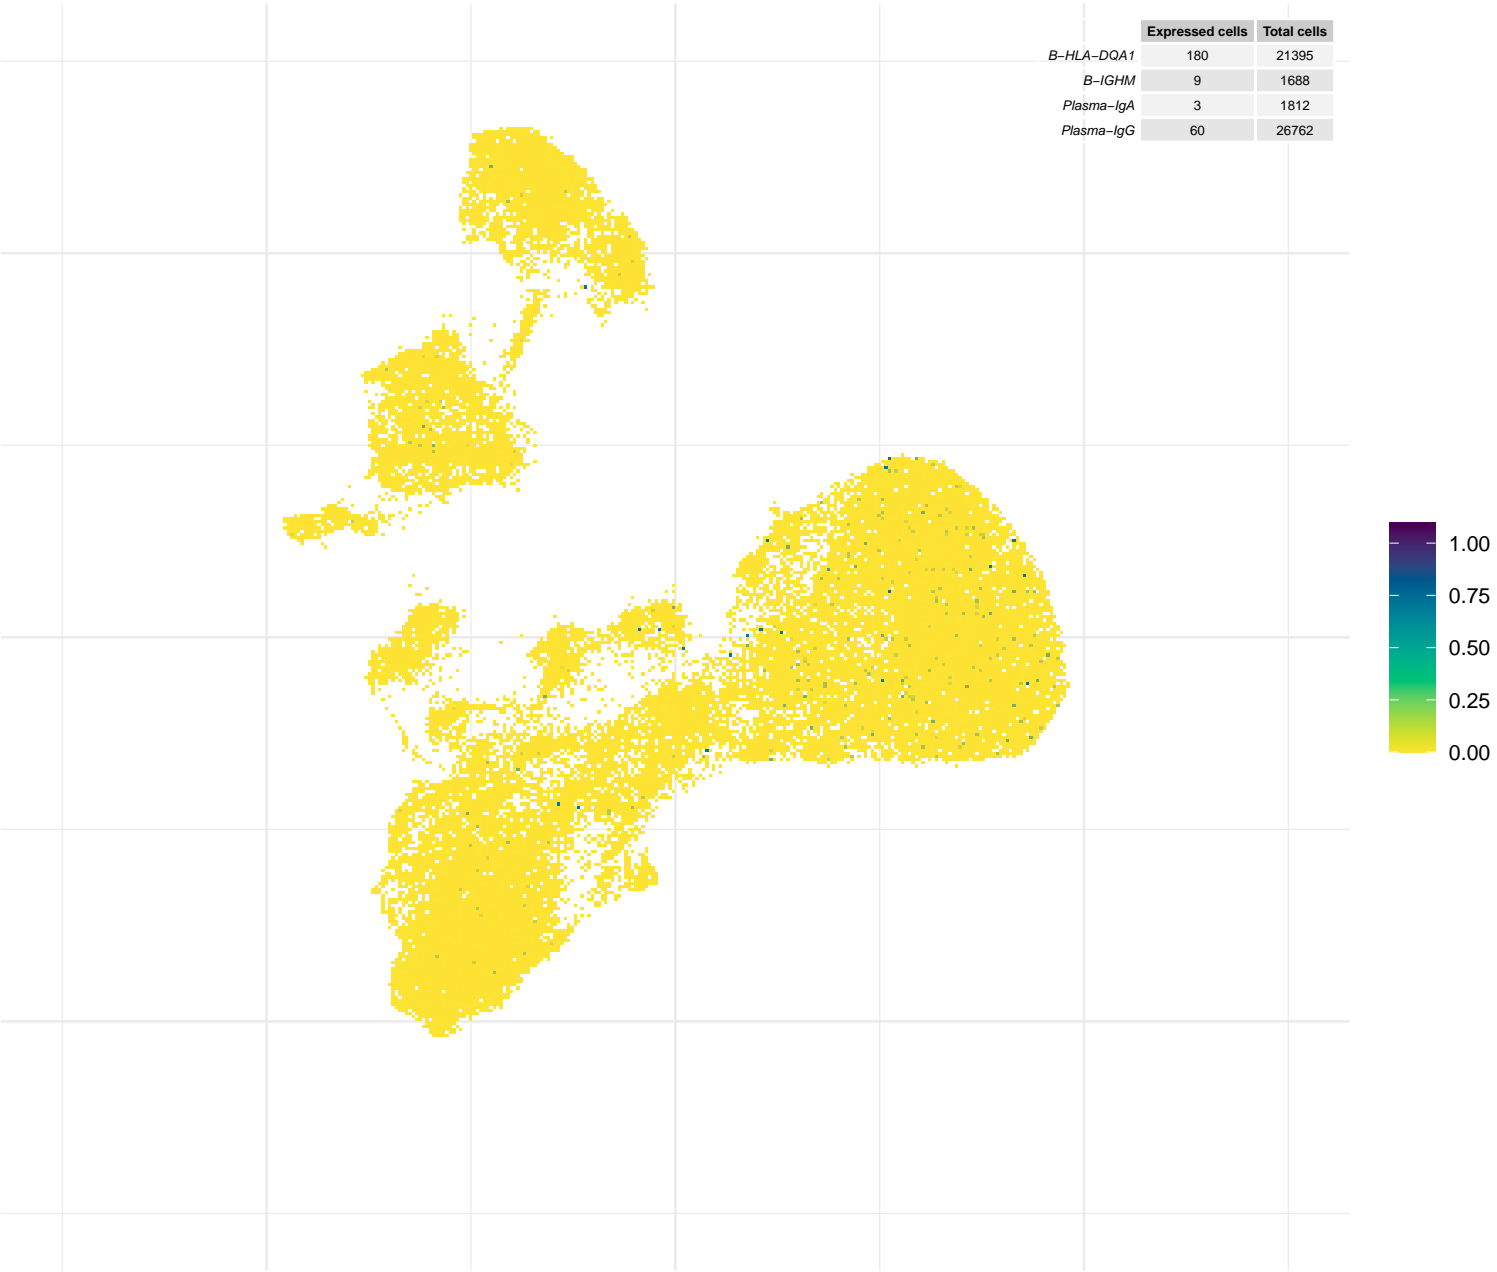 Expressed cells Total cells
B−HLA−DQA1 180 21395
B−IGHM 9 1688
Plasma−IgA 3 1812
Plasma−IgG 60 26762
1.00
0.75
0.50
0.25
0.00